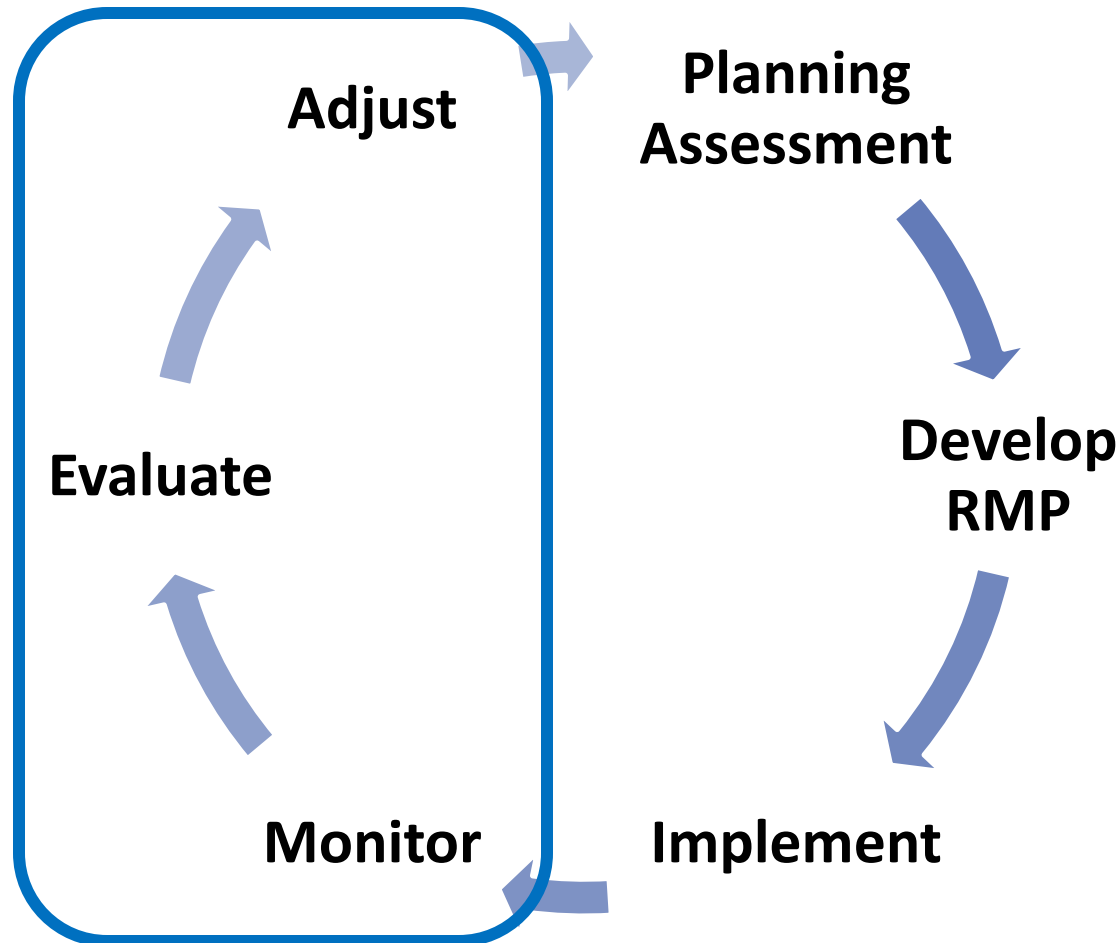 Planning
Assessment
Develop
RMP
Implement
Monitor
Evaluate
Adjust